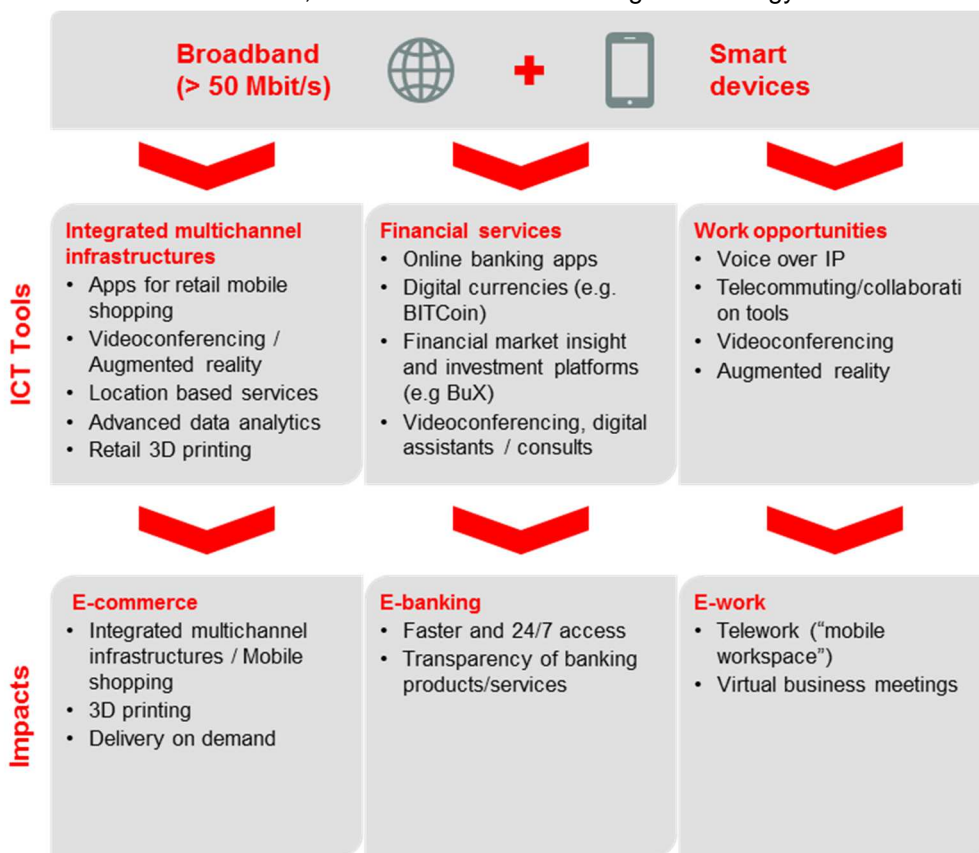 Broadband
(> 50 Mbit/s)
Smart
devices
ICT Tools
Integrated multichannel
infrastructures
• Apps for retail mobile
shopping
• Videoconferencing /
Augmented reality
• Location based services
• Advanced data analytics
• Retail 3D printing
Financial services
• Online banking apps
• Digital currencies (e.g.
BITCoin)
• Financial market insight
and investment platforms
(e.g BuX)
• Videoconferencing, digital
assistants / consults
Work opportunities
• Voice over IP
• Telecommuting/collaborati
on tools
• Videoconferencing
• Augmented reality
Impacts
E-commerce
• Integrated multichannel
infrastructures / Mobile
shopping
• 3D printing
• Delivery on demand
E-banking
• Faster and 24/7 access
• Transparency of banking
products/services
E-work
• Telework (“mobile
workspace”)
• Virtual business meetings